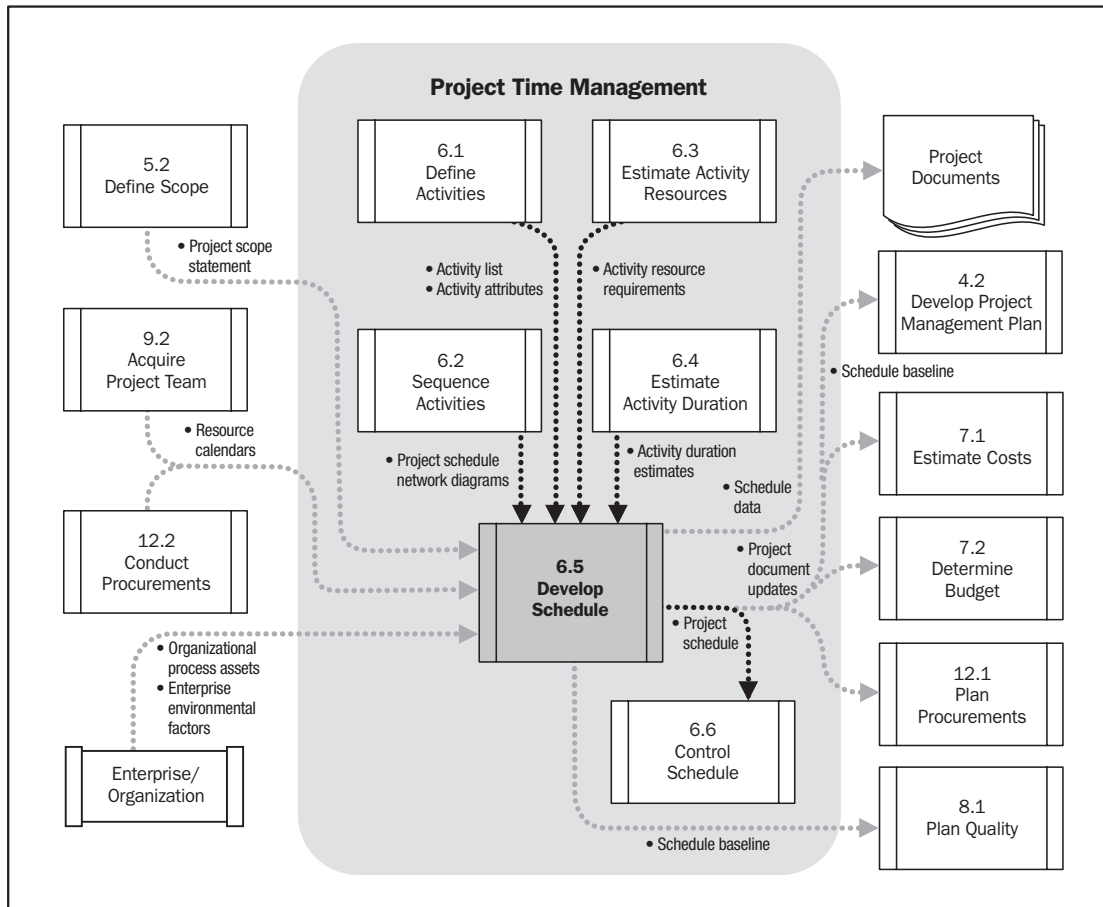 Project Time Management
5.2
Define Scope
6.1
Define
Activities
6.3
Estimate Activity
Resources
Project
Documents
• Project scope
statement
• Activity list
• Activity attributes
• Activity resource
requirements
4.2
Develop Project
Management Plan
9.2
Acquire
Project Team
6.2
Sequence
Activities
6.4
Estimate
Activity Duration
• Schedule baseline
• Resource
calendars
7.1
Estimate Costs
• Project schedule
network diagrams
• Activity duration
estimates
• Schedule
data
12.2
Conduct
Procurements
6.5
Develop
Schedule
• Project
document
updates
7.2
Determine
Budget
• Project
schedule
• Organizational
process assets
• Enterprise
environmental
factors
12.1
Plan
Procurements
6.6
Control
Schedule
Enterprise/
Organization
8.1
Plan Quality
• Schedule baseline